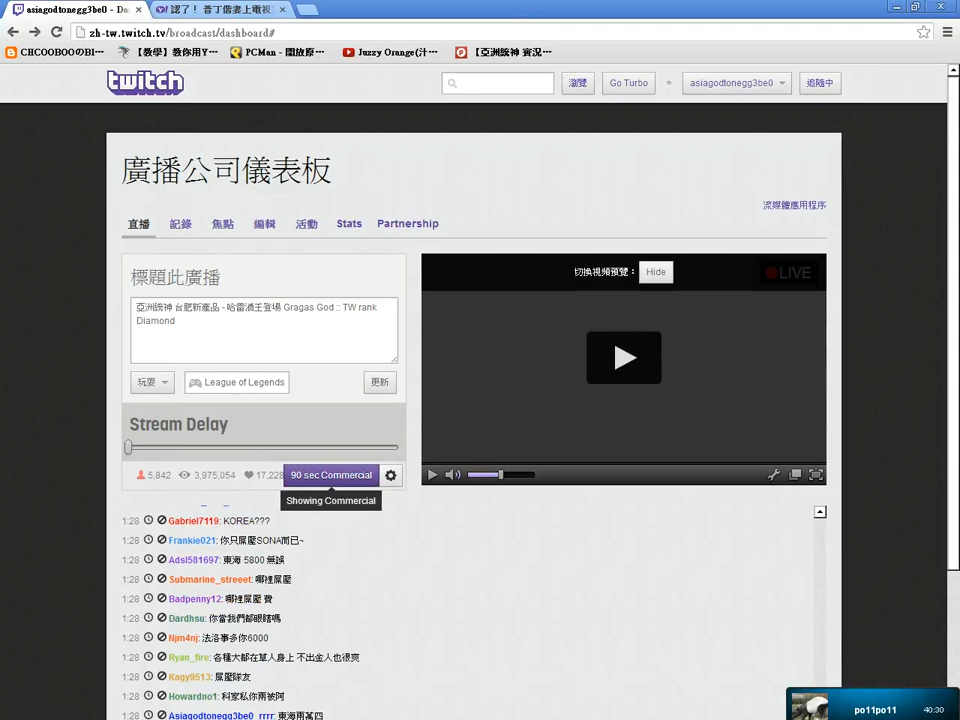 asiagodtonegg3be0 - Da
認了！ 普丁偕妻上電視
zh-tw.twitch.tv/broadcast/dashboard#
CHCOOBOO的Bl…
【教學】教你用Y…
PCMan - 開放原…
Juzzy Orange(汁…
【亞洲統神 實況…
twitch
瀏覽
Go Turbo
asiagodtonegg3be0
追隨中
廣播公司儀表板
流媒體應用程序
直播 記錄 焦點 編輯 活動 Stats Partnership
標題此廣播
亞洲統神 台肥新產品 - 哈雷酒王登場 Gragas God :: TW rank
Diamond
玩耍
League of Legends
更新
切換視頻預覽：
Hide
LIVE
Stream Delay
5,842 3,975,054 17,228
90 sec Commercial
Showing Commercial
1:28 Gabriel7119: KOREA???
1:28 Frankie021: 你只屌壓SONA而已~
1:28 Adsl581697: 東海 5800 無誤
1:28 Submarine_streeet: 哪裡屌壓
1:28 Badpenny12: 哪裡屌壓 費
1:28 Dardhsu: 你當我們都眼瞎嗎
1:28 Njm4nj: 法洛事多你6000
1:28 Ryan_fire: 各種大都在草人身上 不出金人也很爽
1:28 Kagy9513: 屌壓隊友
1:28 Howardno1: 科家私你兩被阿
1:28 Asiagodtonegg3be0_rrrr: 東海兩萬四
po11po11
40:30